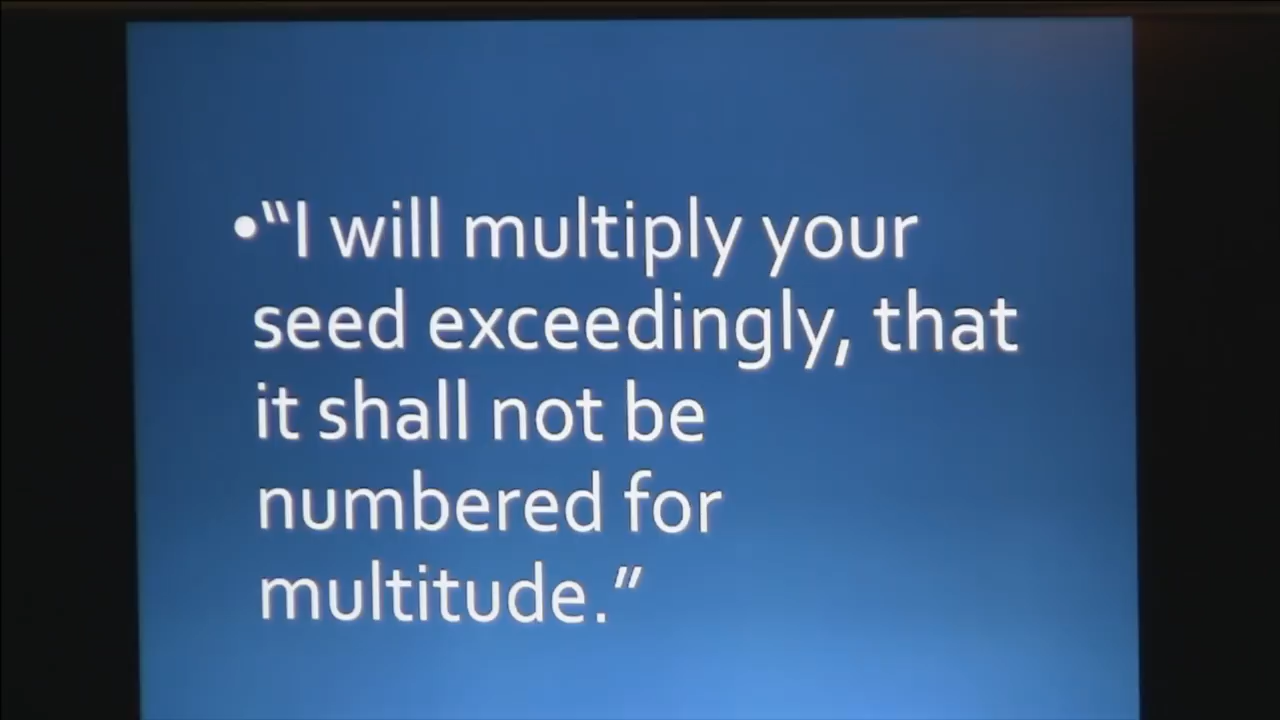 •“I will multiply your
seed exceedingly, that
it shall not be
numbered for
multitude.”